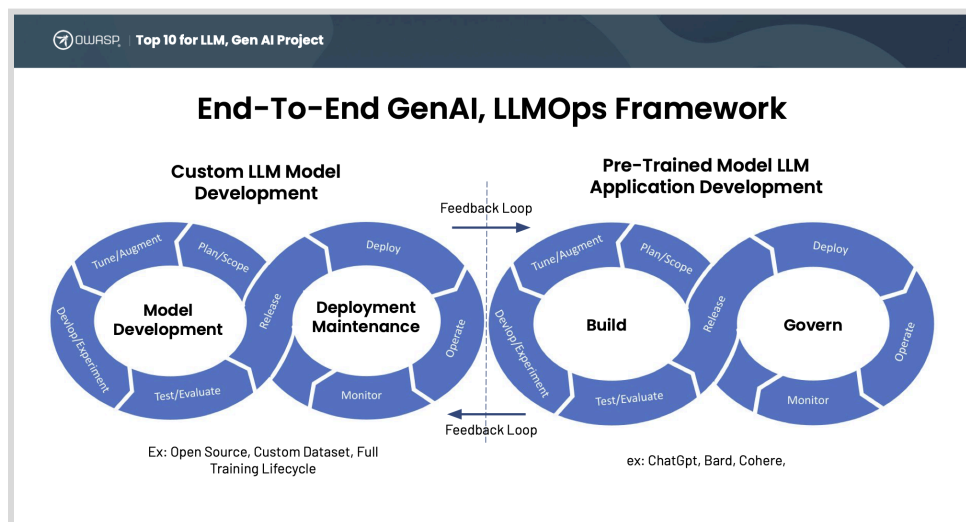 OWASP | Top 10 for LLM, Gen AI Project
End-To-End GenAI, LLMOps Framework
Custom LLM Model
Development
Pre-Trained Model LLM
Application Development
Feedback Loop
Tune/Augment
Plan/Scope
Release
Deploy
Operate
Monitor
Test/Evaluate
Devlop/Experiment
Model
Development
Deployment
Maintenance
Tune/Augment
Plan/Scope
Release
Deploy
Operate
Monitor
Test/Evaluate
Devlop/Experiment
Build
Govern
Feedback Loop
Ex: Open Source, Custom Dataset, Full
Training Lifecycle
ex: ChatGpt, Bard, Cohere,